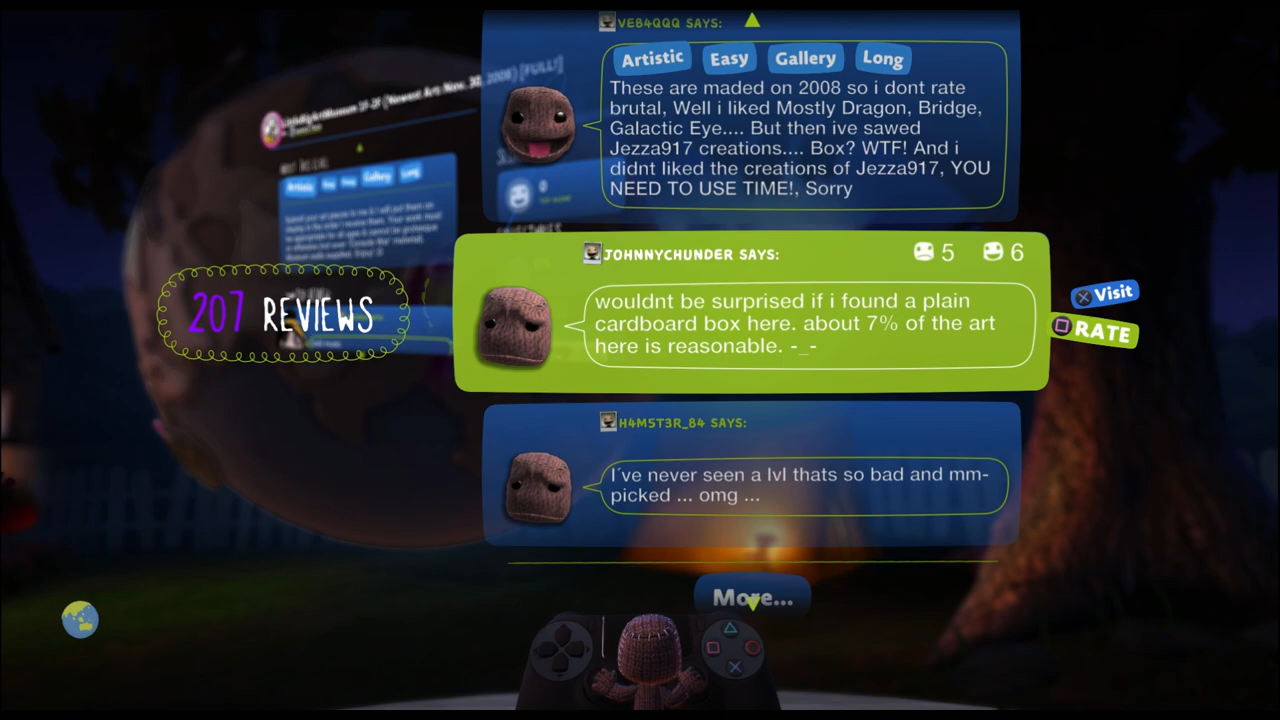 VEB4QQQ SAYS:
Artistic Easy Gallery Long
These are maded on 2008 so i dont rate
brutal, Well i liked Mostly Dragon, Bridge,
Galactic Eye.... But then ive sawed
Jezza917 creations.... Box? WTF! And i
didnt liked the creations of Jezza917, YOU
NEED TO USE TIME!, Sorry
JOHNNYCHUNDER SAYS:
5 6
wouldnt be surprised if i found a plain
cardboard box here. about 7% of the art
here is reasonable. -_-
Visit
RATE
207 REVIEWS
H4M5T3R_84 SAYS:
I´ve never seen a lvl thats so bad and mm-
picked ... omg ...
More...
Artistic
Gallery Long
0